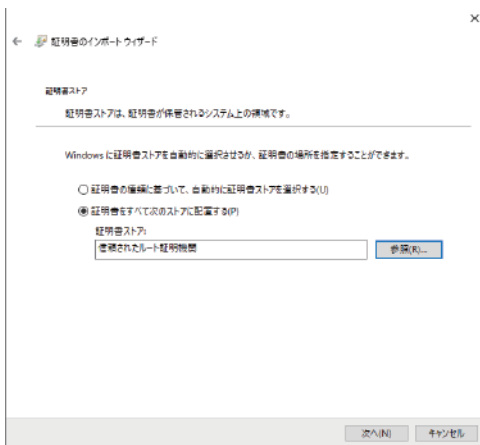 証明書のインポート ウィザード
証明書ストア
証明書ストアは、証明書が保管されるシステム上の領域です。
Windows に証明書ストアを自動的に選択させるか、証明書の場所を指定することができます。
証明書の種類に基づいて、自動的に証明書ストアを選択する(U)
証明書をすべて次のストアに配置する(P)
証明書ストア:
信頼されたルート証明機関
参照(R)...
次へ(N)
キャンセル